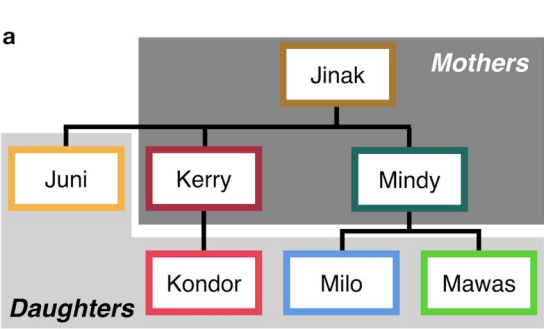 a
Mothers
Jinak
Juni
Kerry
Mindy
Kondor
Milo
Mawas
Daughters